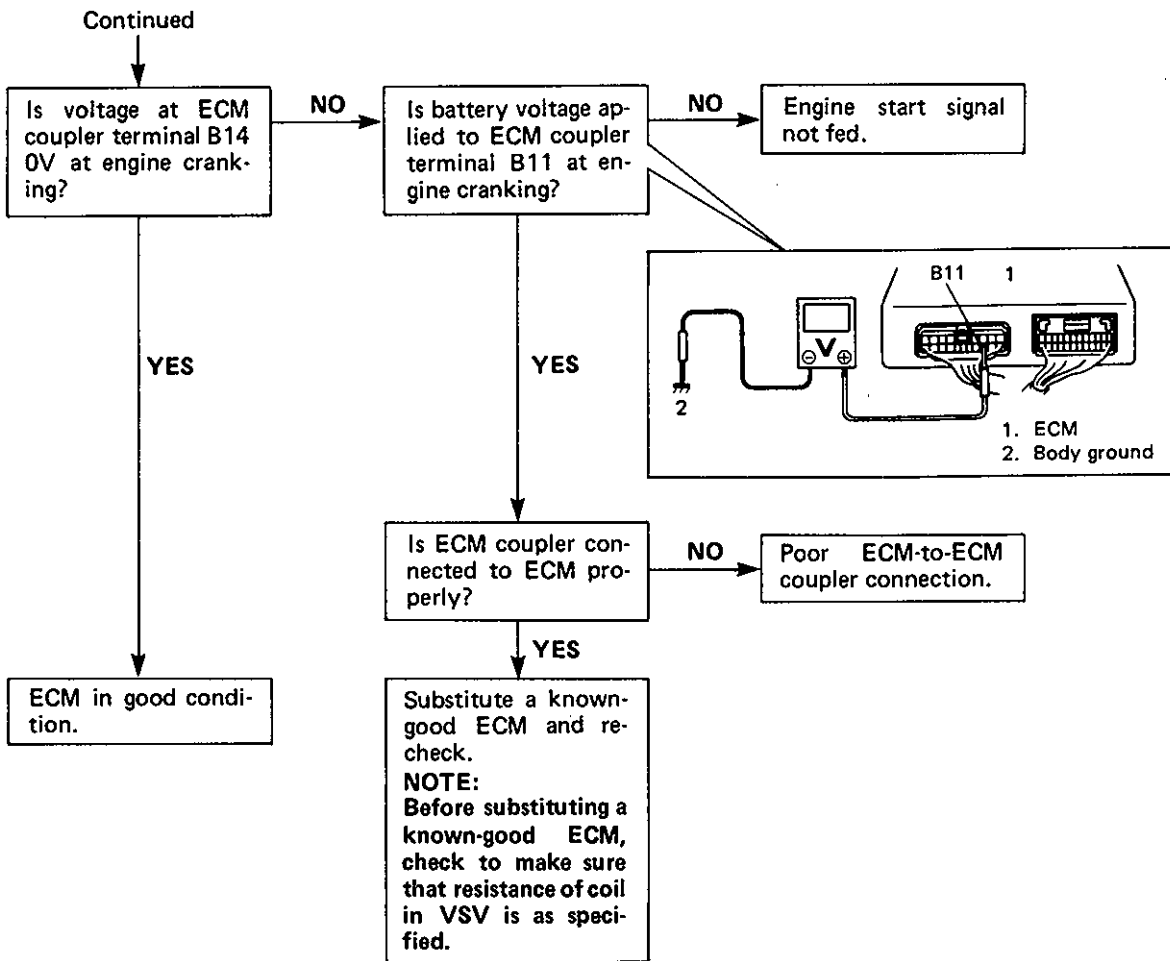 Continued
Is voltage at ECM
coupler terminal B14
0V at engine crank-
ing?
NO
Is battery voltage ap-
plied to ECM coupler
terminal B11 at en-
gine cranking?
NO
Engine start signal
not fed.
B11 1
V
2
1. ECM
2. Body ground
YES
YES
Is ECM coupler con-
nected to ECM pro-
perly?
NO
Poor ECM-to-ECM
coupler connection.
YES
ECM in good condi-
tion.
Substitute a known-
good ECM and re-
check.
NOTE:
Before substituting a
known-good ECM,
check to make sure
that resistance of coil
in VSV is as speci-
fied.